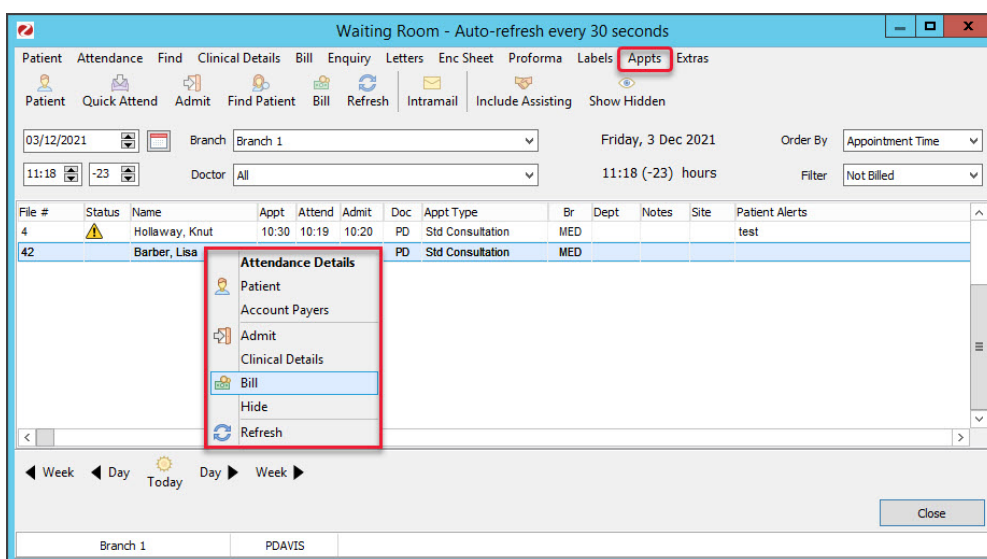 Waiting Room - Auto-refresh every 30 seconds
Patient Attendance Find Clinical Details Bill Enquiry Letters Enc Sheet Proforma Labels Appts Extras
Patient Quick Attend Admit Find Patient Bill Refresh Intramail Include Assisting Show Hidden
03/12/2021 Branch Branch 1 Friday, 3 Dec 2021 Order By Appointment Time
11:18 -23 Doctor All 11:18 (-23) hours Filter Not Billed
File # Status Name Appt Attend Admit Doc Appt Type Br Dept Notes Site Patient Alerts
4 Hollaway, Knut 10:30 10:19 10:20 PD Std Consultation MED test
42 Barber, Lisa PD Std Consultation MED
Attendance Details
Patient
Account Payers
Admit
Clinical Details
Bill
Hide
Refresh
Week Day Today Day Week
Close
Branch 1 PDAVIS